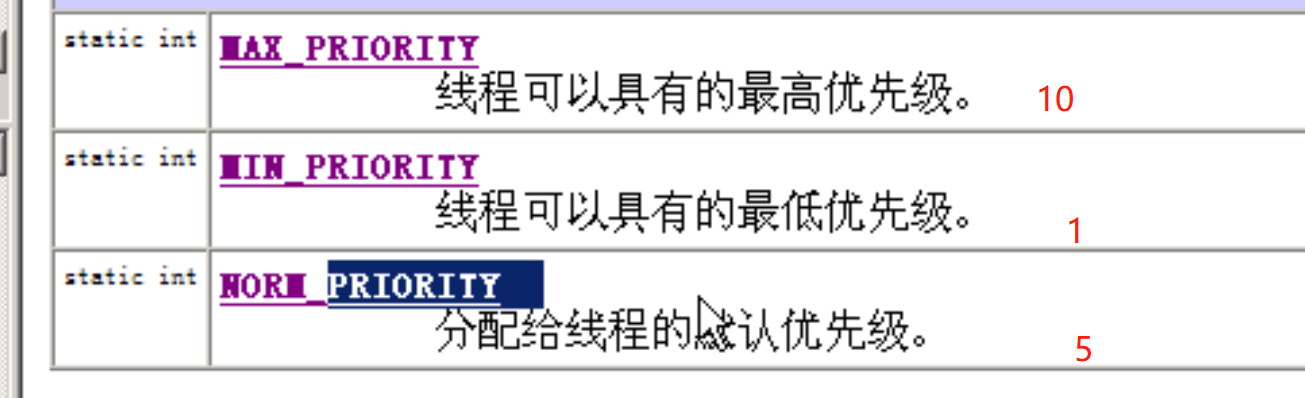 static int MAX_PRIORITY
线程可以具有的最高优先级。 10
static int MIN_PRIORITY
线程可以具有的最低优先级。 1
static int NORM_PRIORITY
分配给线程的默认优先级。 5